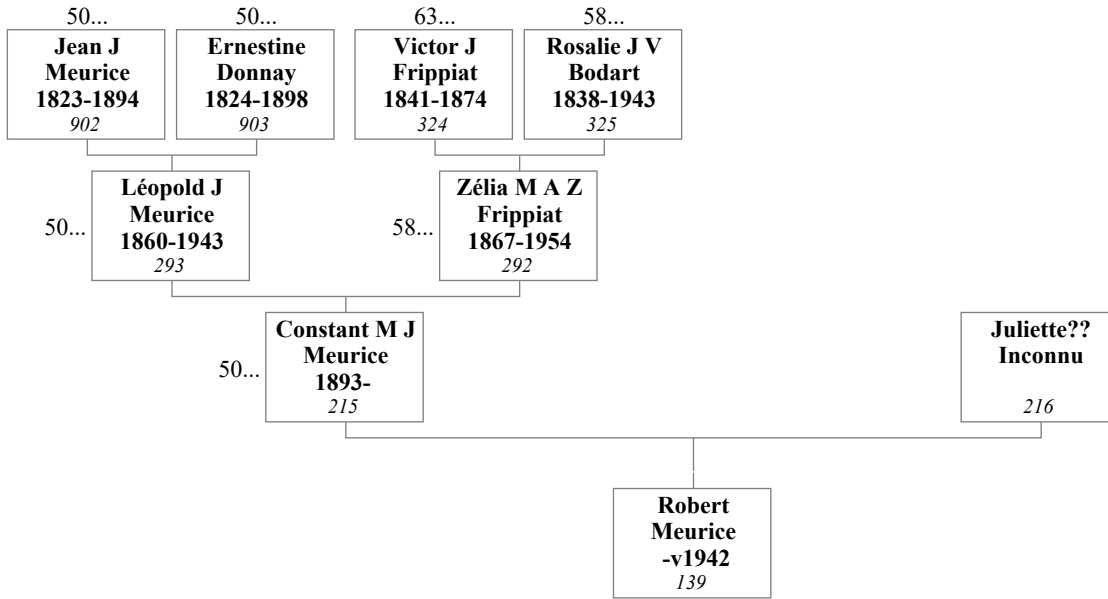 50...
50...
63...
58...
Jean J
Meurice
1823-1894
902
Ernestine
Donnay
1824-1898
903
Victor J
Frippiat
1841-1874
324
Rosalie J V
Bodart
1838-1943
325
50...
Léopold J
Meurice
1860-1943
293
58...
Zélia M A Z
Frippiat
1867-1954
292
50...
Constant M J
Meurice
1893-
215
Juliette??
Inconnu
216
Robert
Meurice
-v1942
139